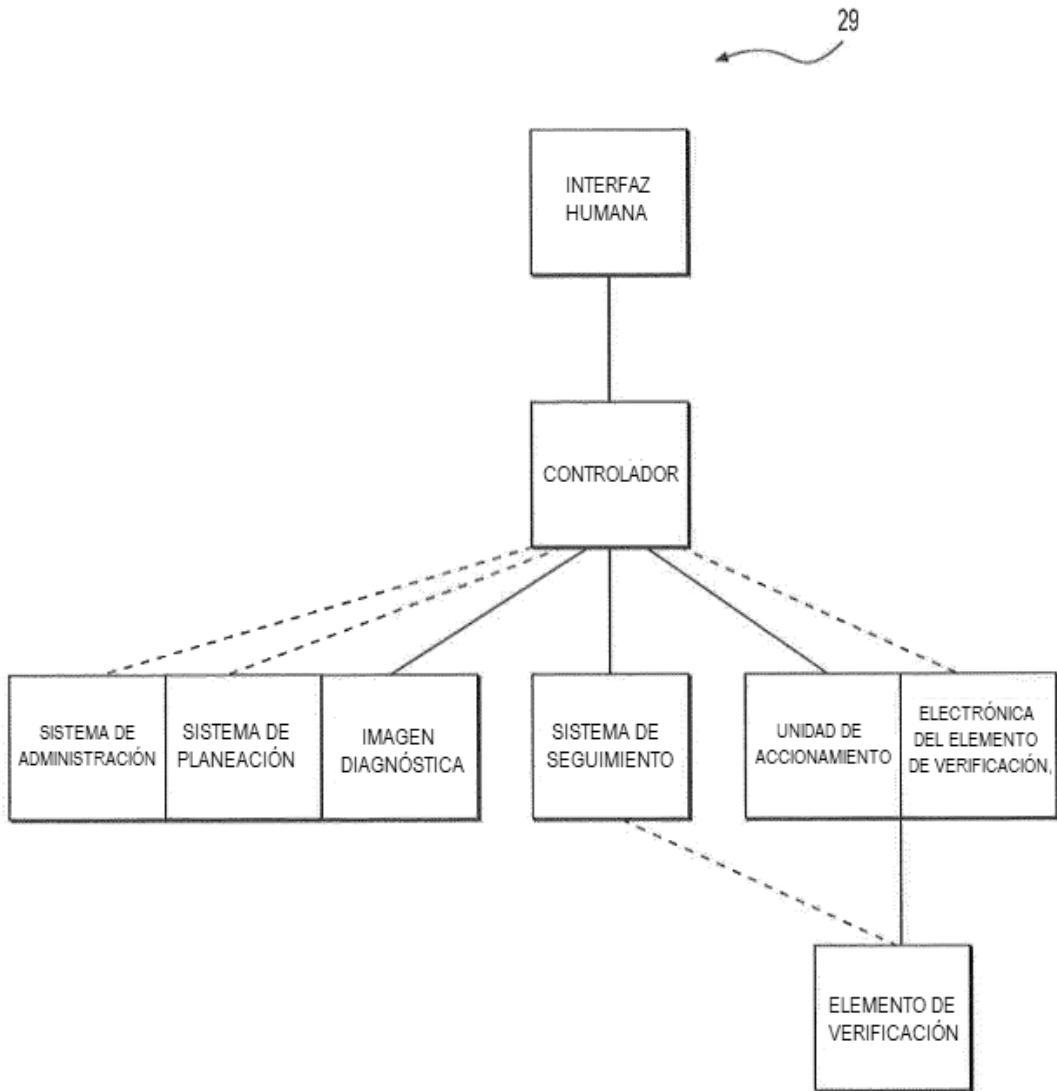 29
INTERFAZ
HUMANA
CONTROLADOR
SISTEMA DE
ADMINISTRACIÓN
SISTEMA DE
PLANEACIÓN
IMAGEN
DIAGNÓSTICA
SISTEMA DE
SEGUIMIENTO
UNIDAD DE
ACCIONAMIENTO
ELECTRÓNICA
DEL ELEMENTO
DE VERIFICACIÓN,
ELEMENTO DE
VERIFICACIÓN